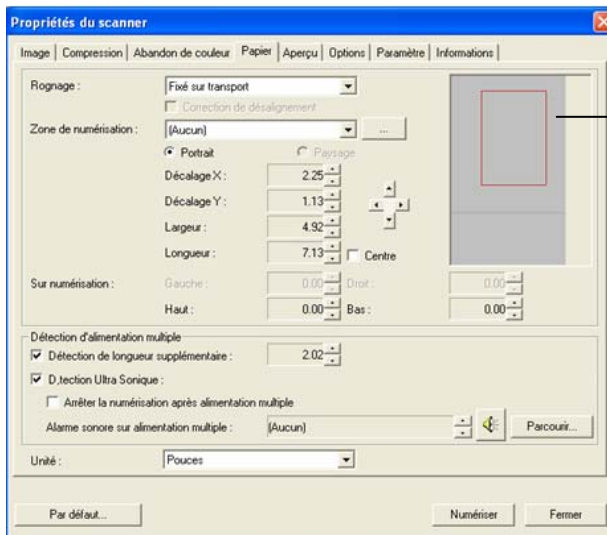 Propriétés du scanner
Image Compression Abandon de couleur Papier Aperçu Options Paramètre Informations
Rognage : Fixé sur transport
Correction de désalignement
Zone de numérisation : (Aucun) ...
Portrait Paysage
Décalage X : 2.25
Décalage Y : 1.13
Largeur : 4.92
Longueur : 7.13 Centre
Sur numérisation : Gauche : 0.00 Droit : 0.00
Haut : 0.00 Bas : 0.00
Détection d'alimentation multiple
Détection de longueur supplémentaire : 2.02
D,tection Ultra Sonique :
Arrêter la numérisation après alimentation multiple
Alarme sonore sur alimentation multiple : (Aucun) Parcourir...
Unité : Pouces
Par défaut... Numériser Fermer